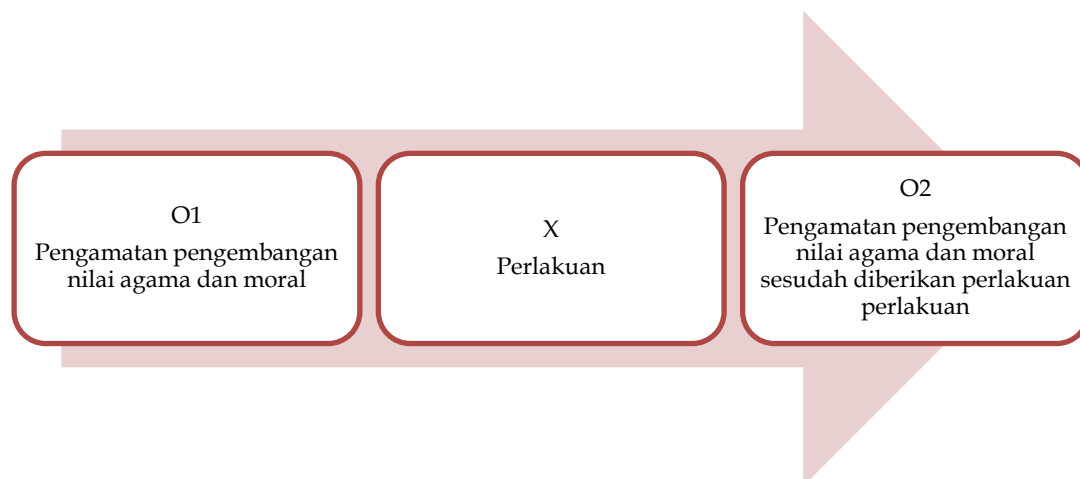 O1
Pengamatan pengembangan
nilai agama dan moral
X
Perlakuan
O2
Pengamatan pengembangan
nilai agama dan moral
sesudah diberikan perlakuan
perlakuan